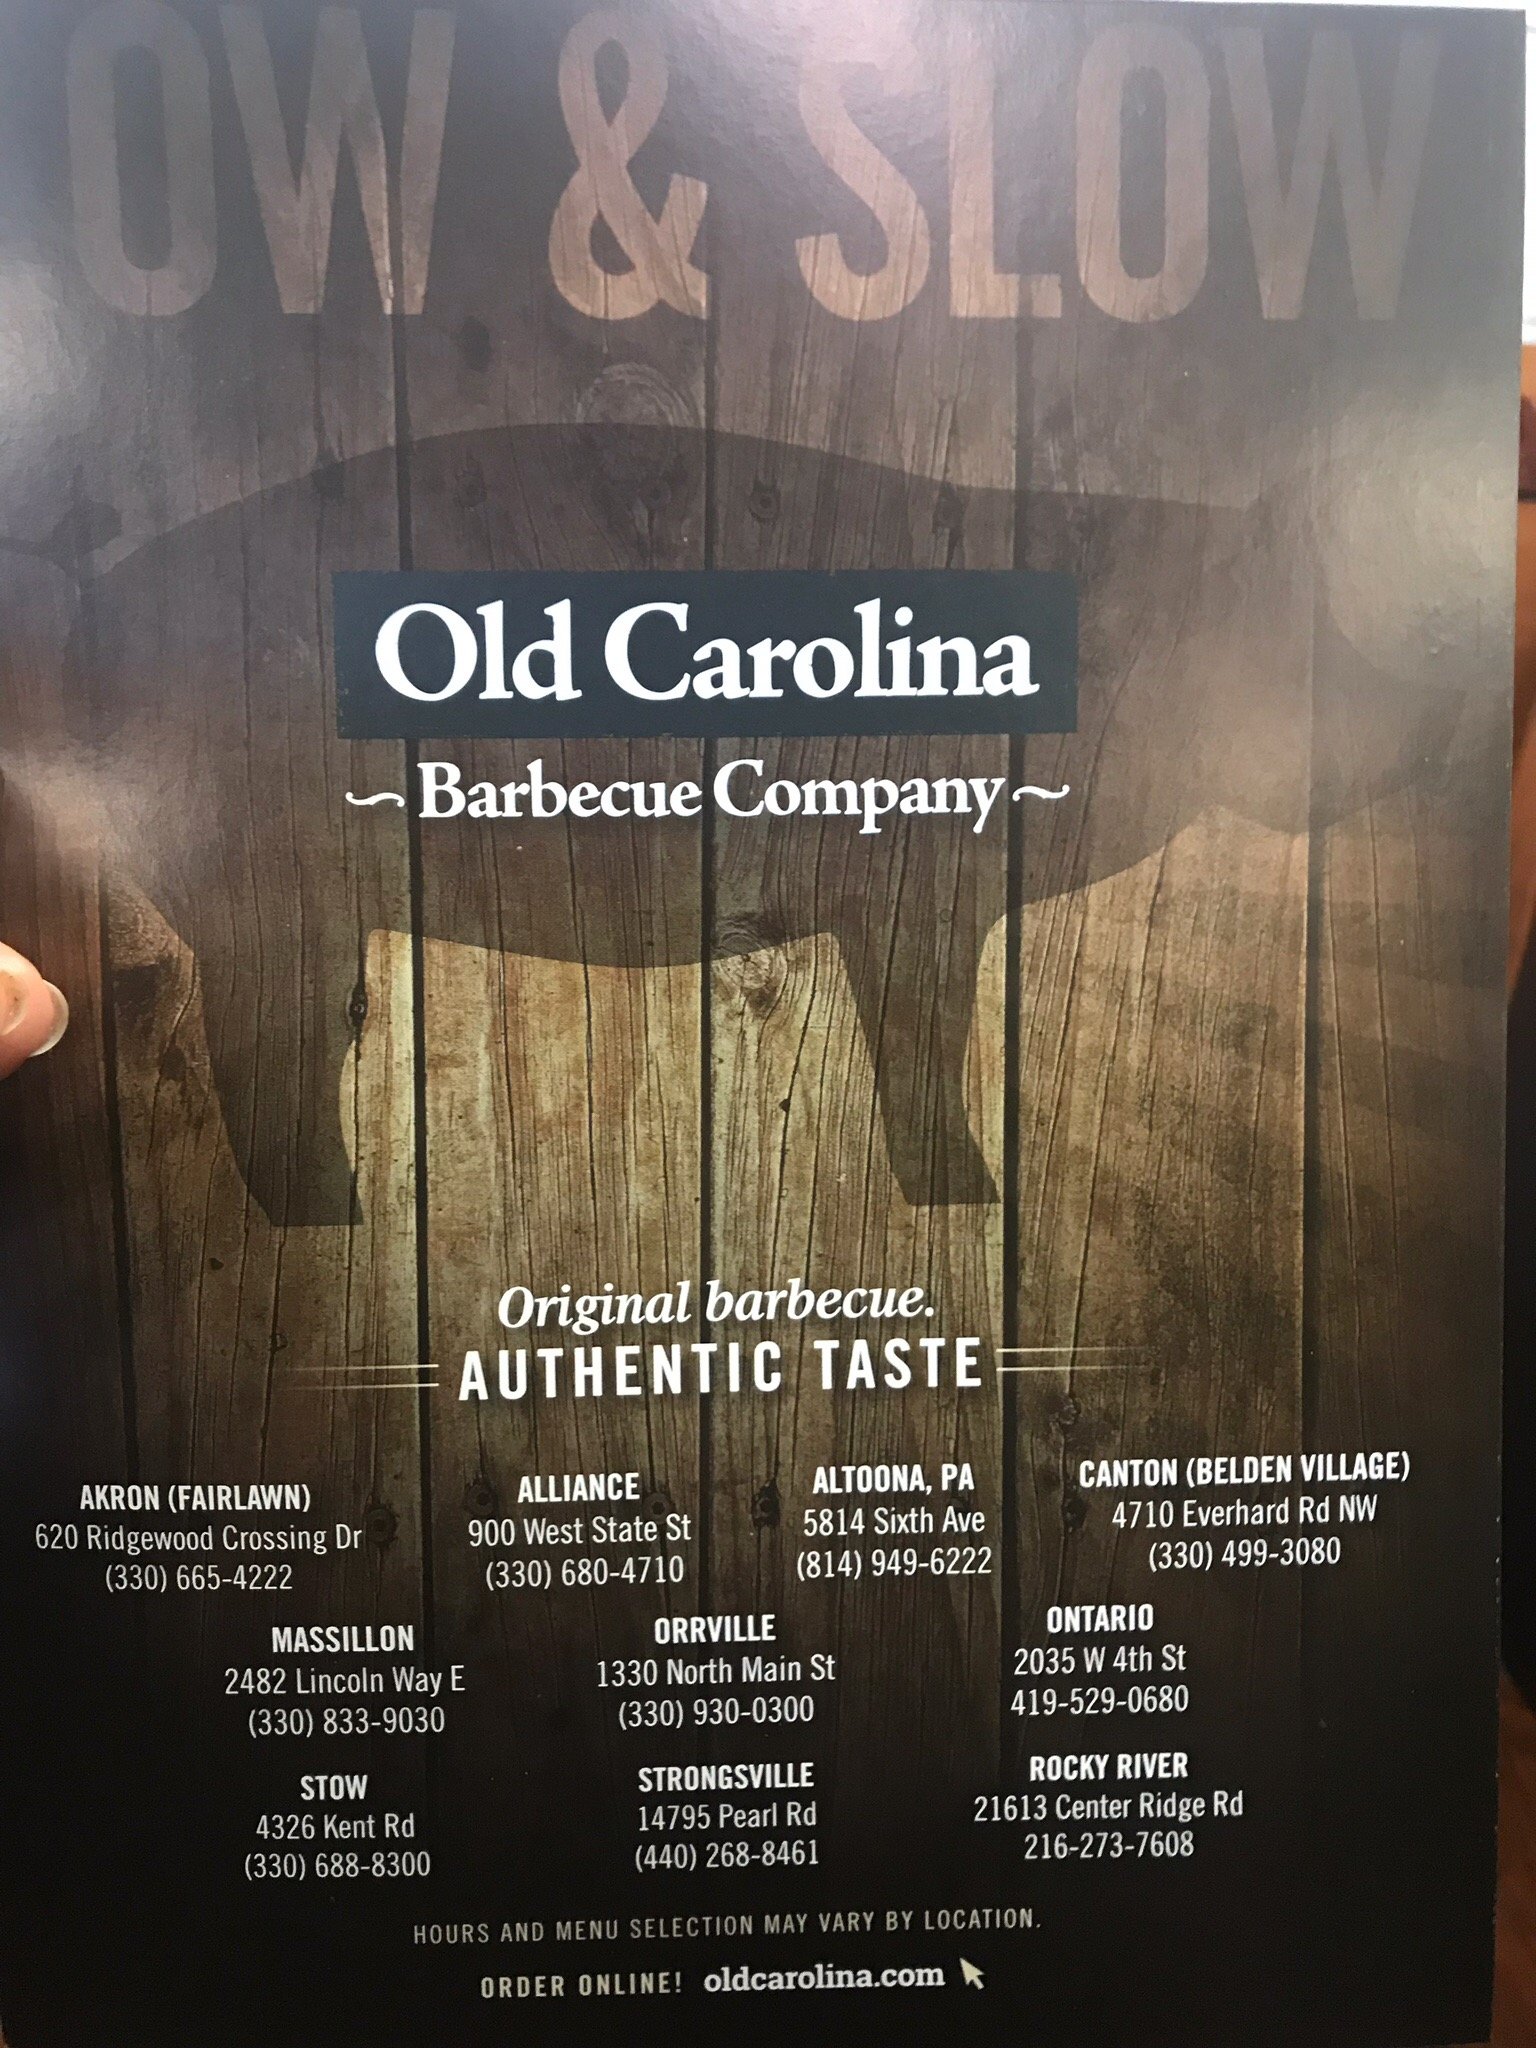 OW & SLOW
Old Carolina
~ Barbecue Company ~
Original barbecue.
AUTHENTIC TASTE
AKRON (FAIRLAWN)
620 Ridgewood Crossing Dr
(330) 665-4222
ALLIANCE
900 West State St
(330) 680-4710
ALTOONA, PA
5814 Sixth Ave
(814) 949-6222
CANTON (BELDEN VILLAGE)
4710 Everhard Rd NW
(330) 499-3080
MASSILLON
2482 Lincoln Way E
(330) 833-9030
ORRVILLE
1330 North Main St
(330) 930-0300
ONTARIO
2035 W 4th St
419-529-0680
STOW
4326 Kent Rd
(330) 688-8300
STRONGSVILLE
14795 Pearl Rd
(440) 268-8461
ROCKY RIVER
21613 Center Ridge Rd
216-273-7608
HOURS AND MENU SELECTION MAY VARY BY LOCATION.
ORDER ONLINE! oldcarolina.com